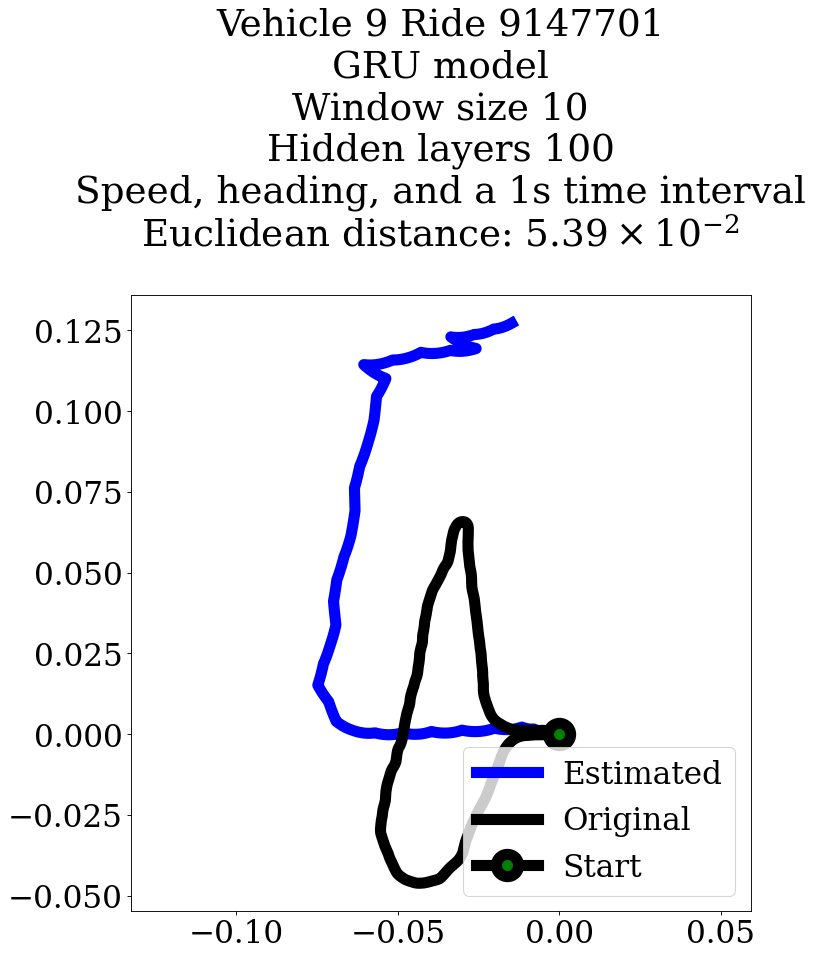 Vehicle 9 Ride 9147701
GRU model
Window size 10
Hidden layers 100
Speed, heading, and a 1s time interval
Euclidean distance: 5.39 × 10⁻²
0.125
0.100
0.075
0.050
0.025
0.000
−0.025
−0.050
Estimated
Original
Start
−0.10
−0.05
0.00
0.05